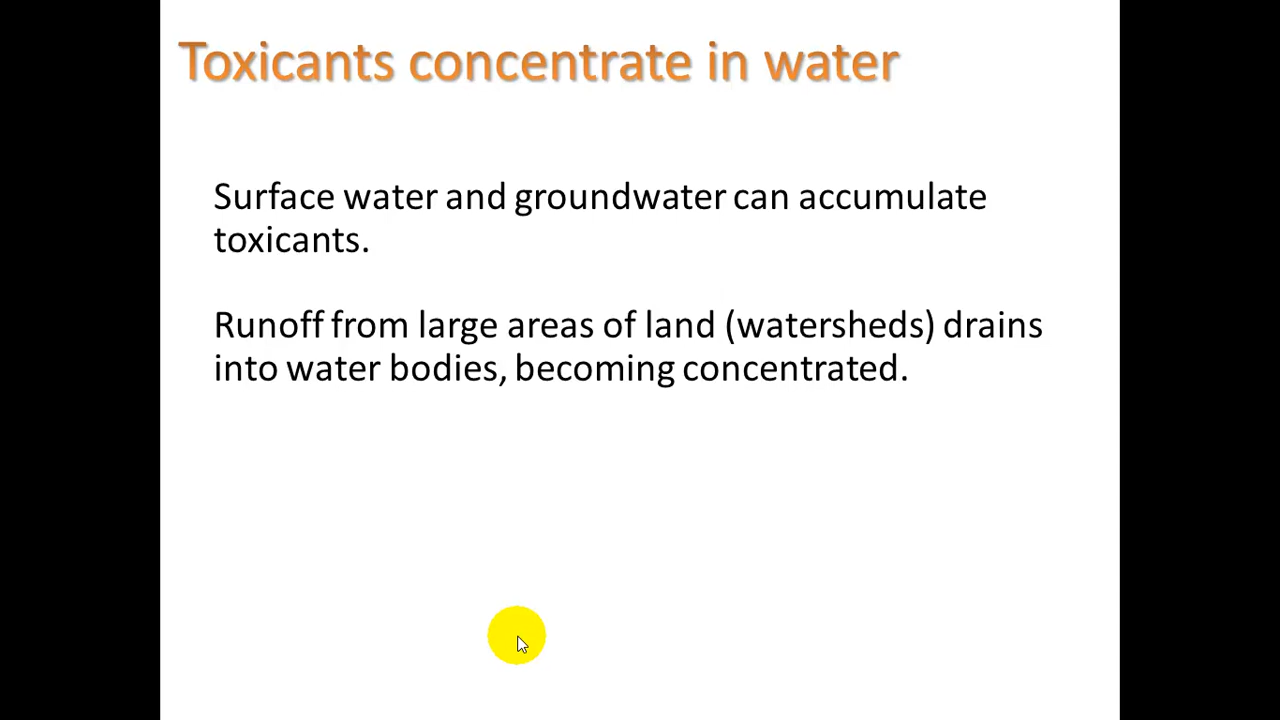 Toxicants concentrate in water
Surface water and groundwater can accumulate
toxicants.
Runoff from large areas of land (watersheds) drains
into water bodies, becoming concentrated.